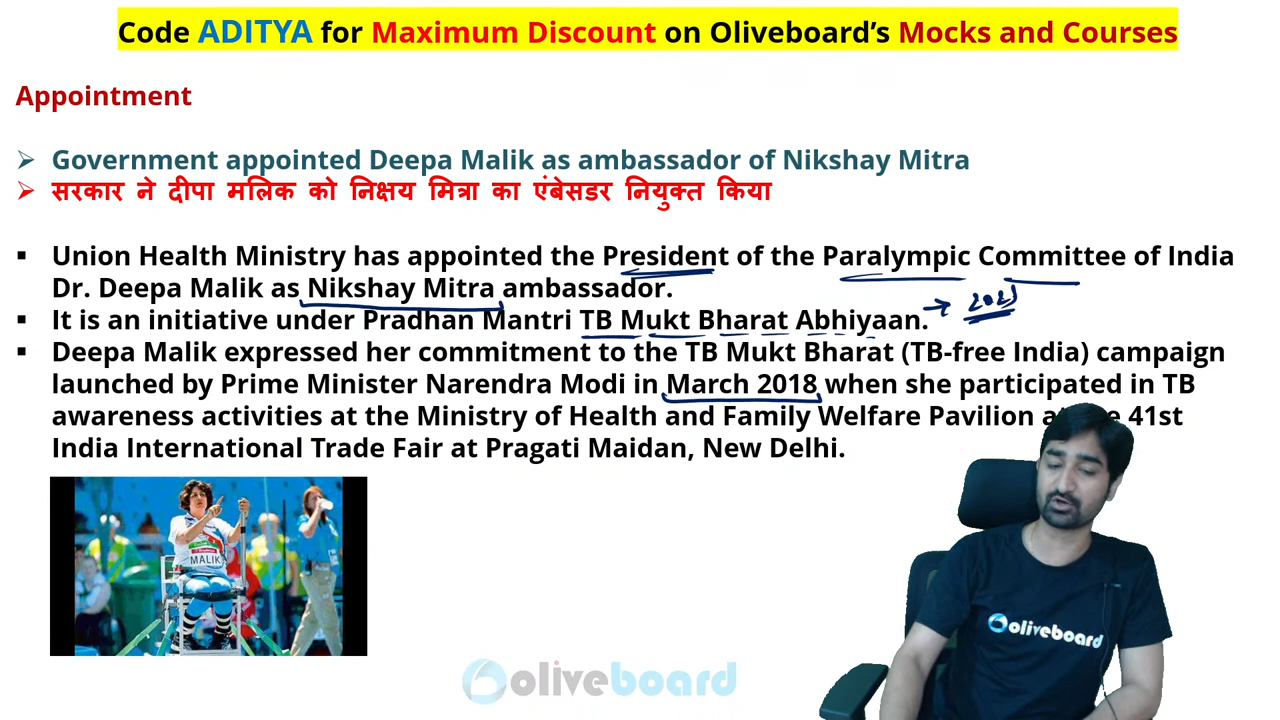 Code ADITYA for Maximum Discount on Oliveboard’s Mocks and Courses
Appointment
➢ Government appointed Deepa Malik as ambassador of Nikshay Mitra
➢ सरकार ने दीपा मलिक को निक्षय मित्रा का एंबेसडर नियुक्त किया
▪ Union Health Ministry has appointed the President of the Paralympic Committee of India
Dr. Deepa Malik as Nikshay Mitra ambassador.
▪ It is an initiative under Pradhan Mantri TB Mukt Bharat Abhiyaan. →
▪ Deepa Malik expressed her commitment to the TB Mukt Bharat (TB-free India) campaign
launched by Prime Minister Narendra Modi in March 2018 when she participated in TB
awareness activities at the Ministry of Health and Family Welfare Pavilion 41st
India International Trade Fair at Pragati Maidan, New Delhi.
MALIK
oliveboard
oliveboard